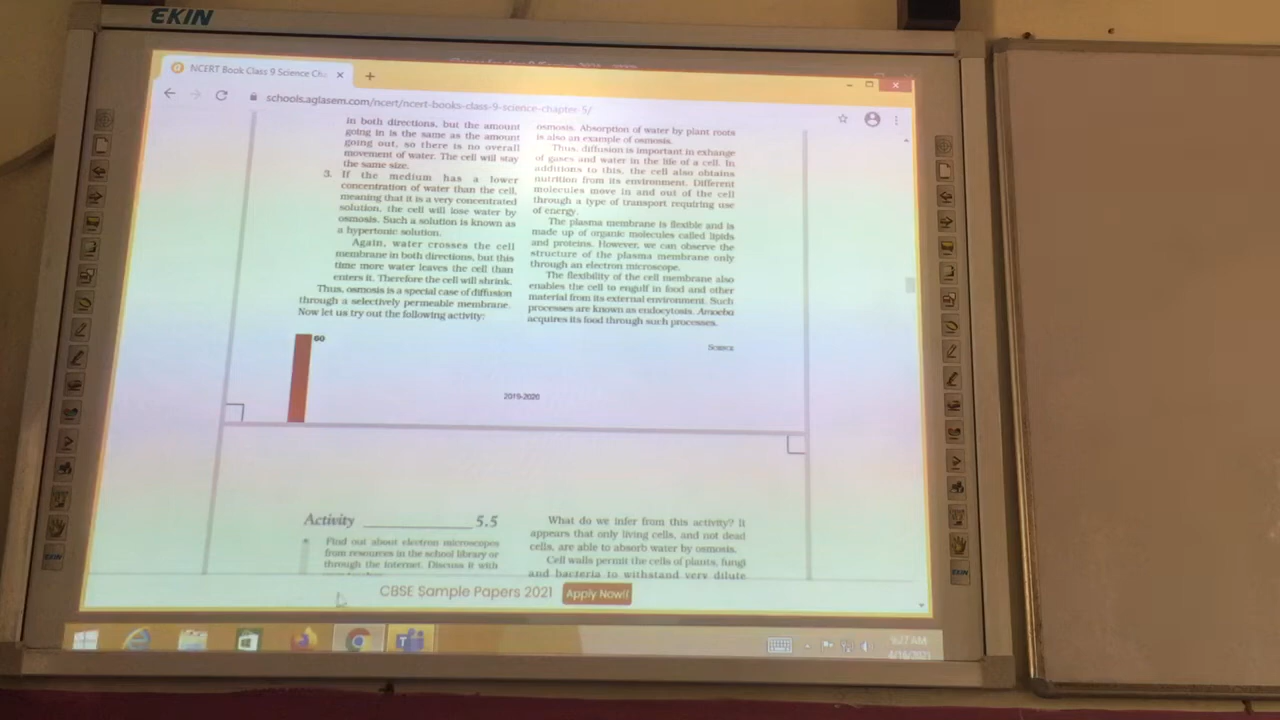 EKIN
NCERT Book Class 9 Science Cha
schools.aglasem.com/ncert/ncert-books-class-9-science-chapter-5/
in both directions, but the amount
going in is the same as the amount
going out, so there is no overall
movement of water. The cell will stay
the same size.
3. If the medium has a lower
concentration of water than the cell,
meaning that it is a very concentrated
solution, the cell will lose water by
osmosis. Such a solution is known as
a hypertonic solution.
Again, water crosses the cell
membrane in both directions, but this
time more water leaves the cell than
enters it. Therefore the cell will shrink.
Thus, osmosis is a special case of diffusion
through a selectively permeable membrane.
Now let us try out the following activity:
osmosis. Absorption of water by plant roots
is also an example of osmosis.
Thus, diffusion is important in exhange
of gases and water in the life of a cell. In
additions to this, the cell also obtains
nutrition from its environment. Different
molecules move in and out of the cell
through a type of transport requiring use
of energy.
The plasma membrane is flexible and is
made up of organic molecules called lipids
and proteins. However, we can observe the
structure of the plasma membrane only
through an electron microscope.
The flexibility of the cell membrane also
enables the cell to engulf in food and other
material from its external environment. Such
processes are known as endocytosis. Amoeba
acquires its food through such processes.
60
Science
2019-2020
Activity ____________ 5.5
Find out about electron microscopes
from resources in the school library or
through the internet. Discuss it with
What do we infer from this activity? It
appears that only living cells, and not dead
cells, are able to absorb water by osmosis.
Cell walls permit the cells of plants, fungi
and bacteria to withstand very dilute
CBSE Sample Papers 2021 Apply Now!!
9:27 AM
4/16/2021
EKIN
EKIN